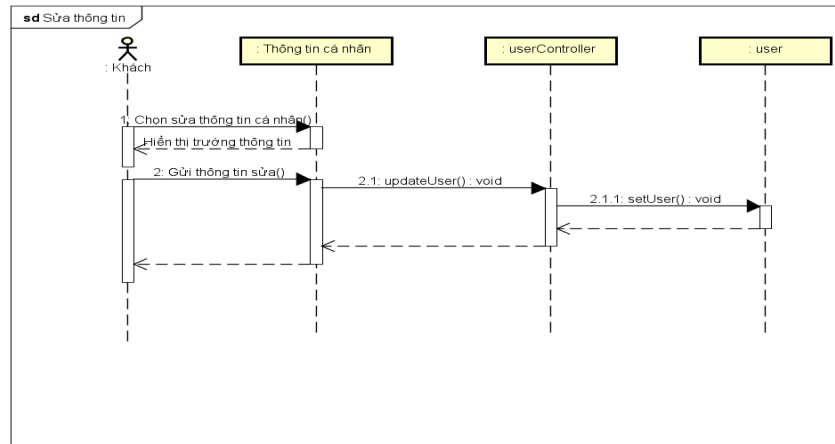 sd Sửa thông tin
: Khách
: Thông tin cá nhân
: userController
: user
1: Chọn sửa thông tin cá nhân()
Hiển thị trướng thông tin
2: Gửi thông tin sửa()
2.1: updateUser() : void
2.1.1: setUser() : void